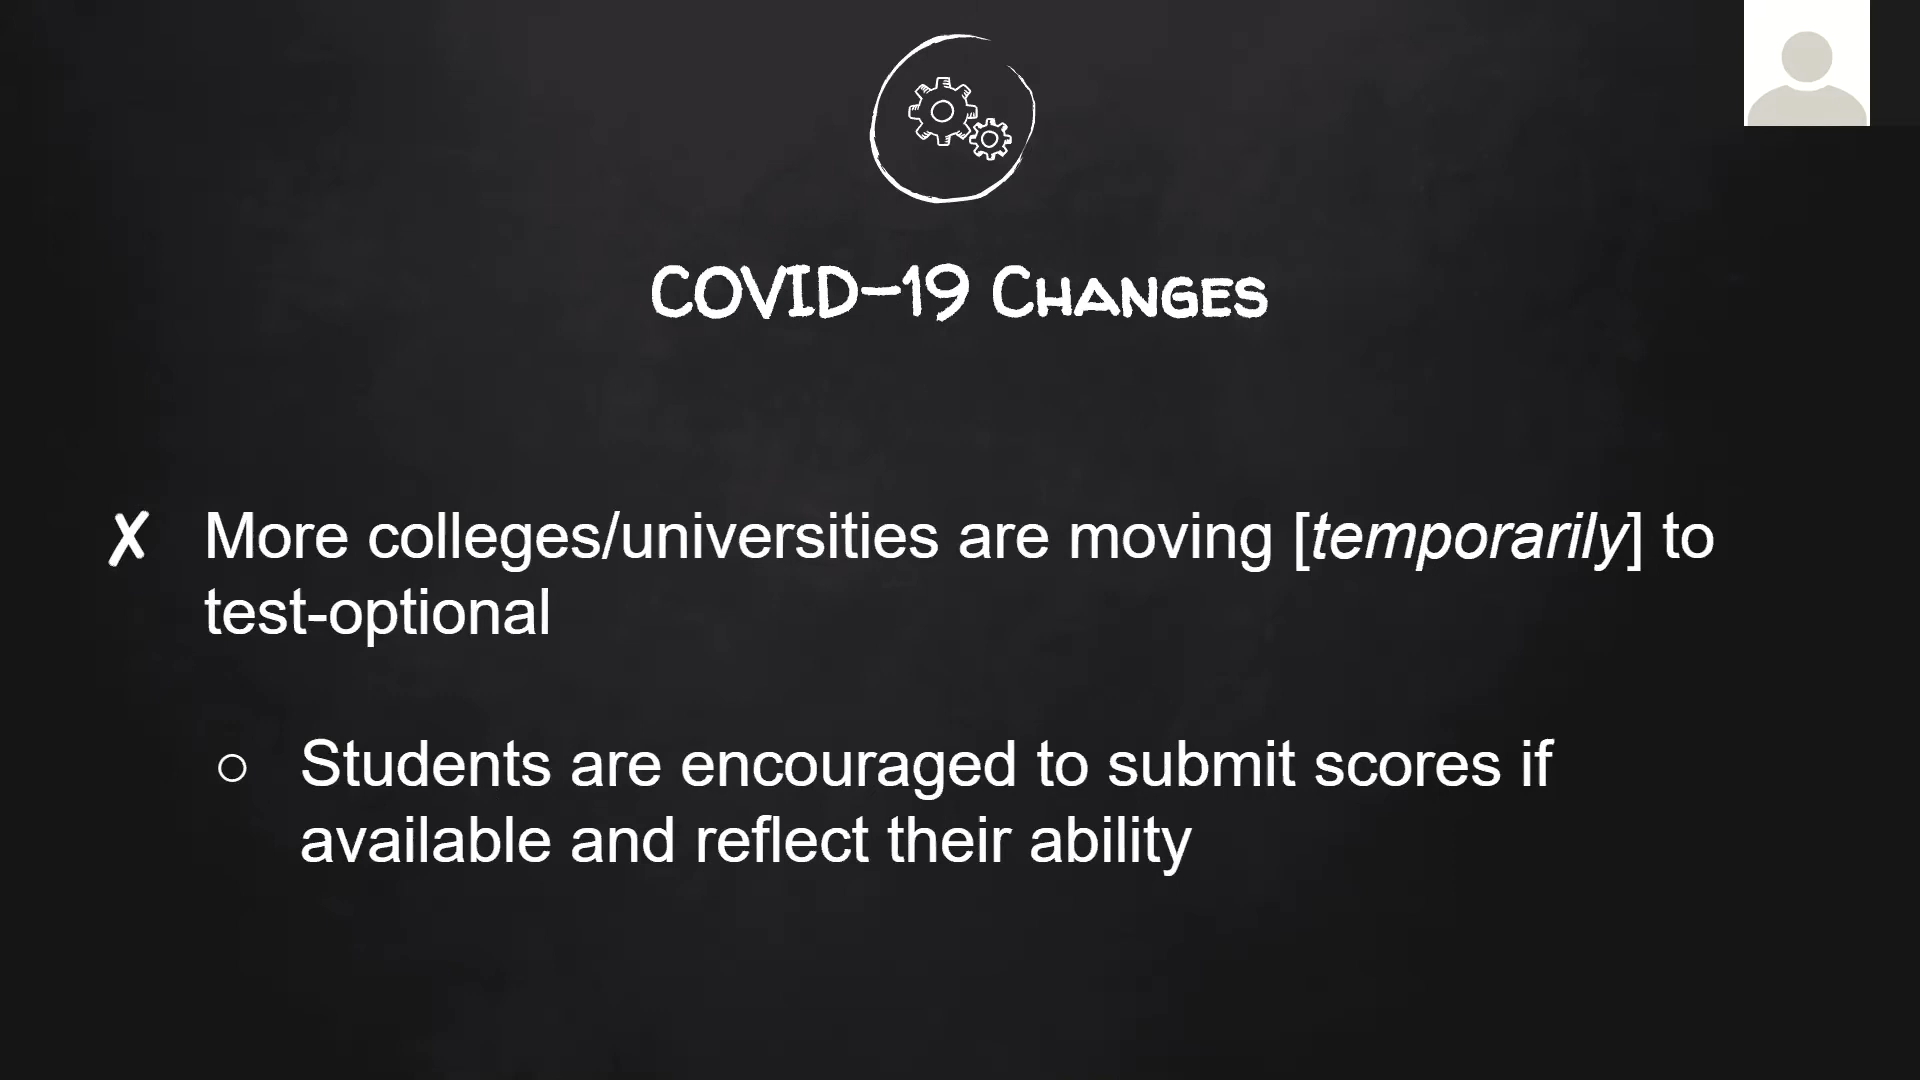 COVID-19 Changes
✗ More colleges/universities are moving [temporarily] to
test-optional
○ Students are encouraged to submit scores if
available and reflect their ability